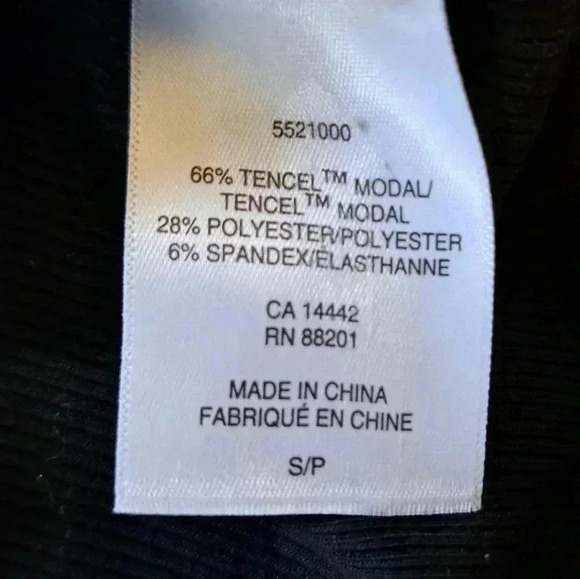 5521000
66% TENCEL™ MODAL/
TENCEL™ MODAL
28% POLYESTER/POLYESTER
6% SPANDEX/ÉLASTHANNE
CA 14442
RN 88201
MADE IN CHINA
FABRIQUÉ EN CHINE
S/P